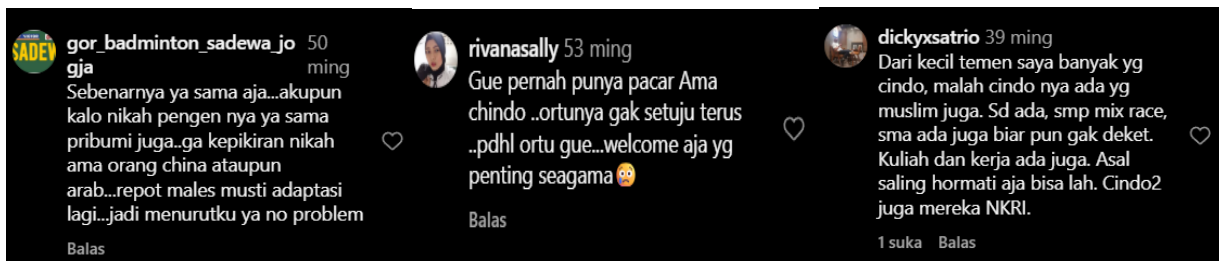 SADEW
gor_badminton_sadewa_jo
gja
50
ming
Sebenarnya ya sama aja...akupun
kalo nikah pengen nya ya sama
pribumi juga..ga kepikiran nikah
ama orang china ataupun
arab...repot males musti adaptasi
lagi...jadi menurutku ya no problem
Balas
rivanasally 53 ming
Gue pernah punya pacar Ama
chindo ..ortunya gak setuju terus
..pdhl ortu gue...welcome aja yg
penting seagama😢
Balas
dickyxsatrio 39 ming
Dari kecil temen saya banyak yg
cindo, malah cindo nya ada yg
muslim juga. Sd ada, smp mix race,
sma ada juga biar pun gak deket.
Kuliah dan kerja ada juga. Asal
saling hormati aja bisa lah. Cindo2
juga mereka NKRI.
1 suka Balas